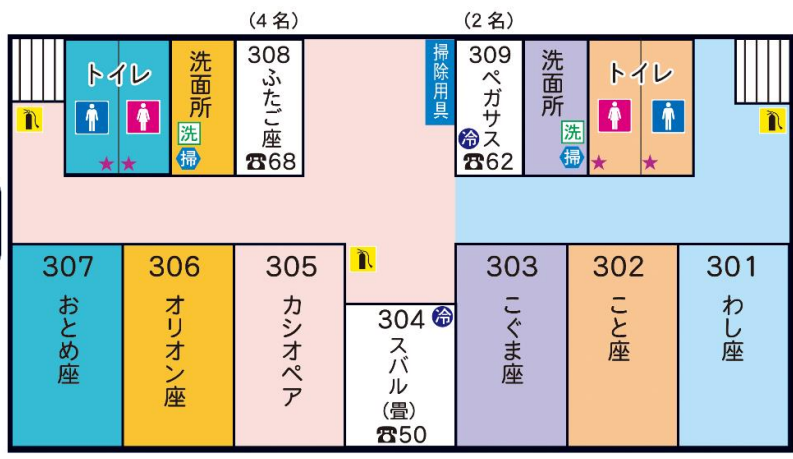 (4名)
(2名)
トイレ
洗面所
洗
掃
308
ふたご座
☎68
掃除用具
309
ペガサス
冷
☎62
洗面所
洗
掃
トイレ
307
おとめ座
306
オリオン座
305
カシオペア
304
冷
スバル
(畳)
☎50
303
こぐま座
302
こと座
301
わし座